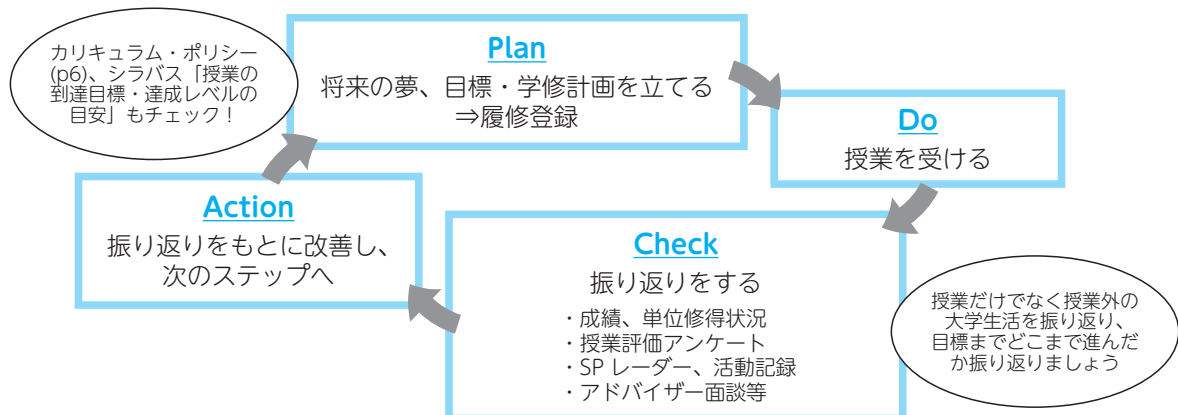 カリキュラム・ポリシー
(p6)、シラバス「授業の
到達目標・達成レベルの
目安」もチェック！
Plan
将来の夢、目標・学修計画を立てる
⇒履修登録
Do
授業を受ける
Action
振り返りをもとに改善し、
次のステップへ
Check
振り返りをする
・成績、単位修得状況
・授業評価アンケート
・SP レーダー、活動記録
・アドバイザー面談等
授業だけでなく授業外の
大学生活を振り返り、
目標までどこまで進んだ
か振り返りましょう